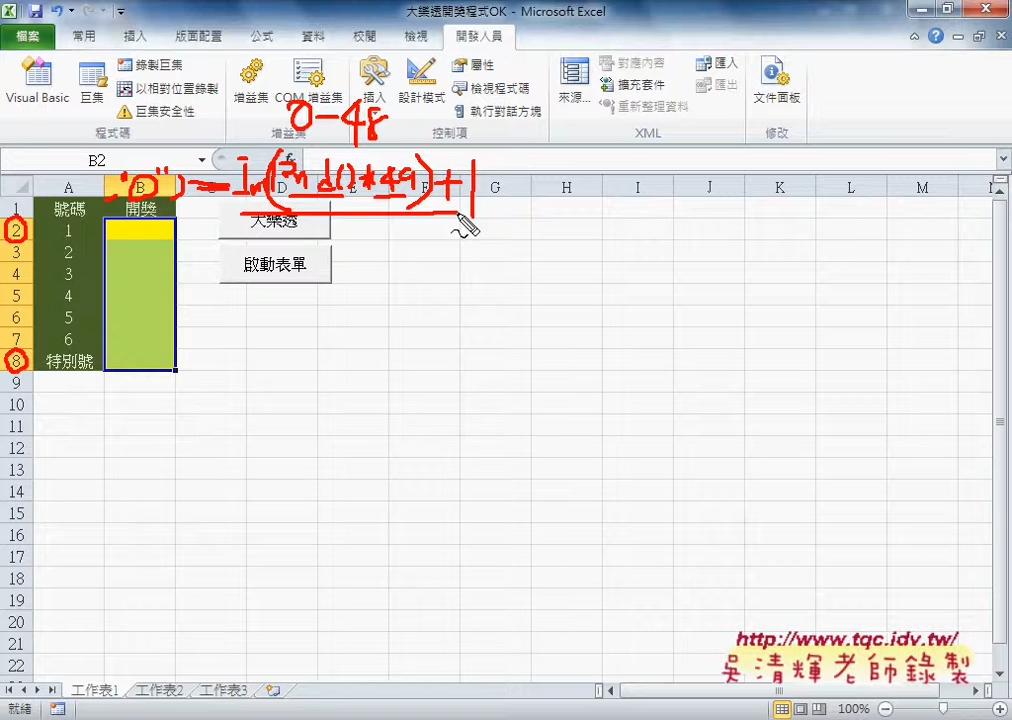 大樂透開獎程式OK - Microsoft Excel
檔案 常用 插入 版面配置 公式 資料 校閱 檢視 開發人員
Visual Basic 巨集 錄製巨集 以相對位置錄製 巨集安全性 程式碼
增益集 COM 增益集 增益集
插入 設計模式 屬性 檢視程式碼 執行對話方塊 控制項
來源... 對應內容 擴充套件 重新整理資料 匯入 匯出 XML
文件面板 修改
0-48
B2
,"B")=Int(Rnd()*49)+1
A B D E F G H I J K L M
1 號碼 開獎
2 1 大樂透
3 2
4 3 啟動表單
5 4
6 5
7 6
8 特別號
9
10
11
12
13
14
15
16
17
18
19
20
21
22
http://www.tqc.idv.tw/
吳清輝老師錄製
工作表1 工作表2 工作表3
就緒 100%